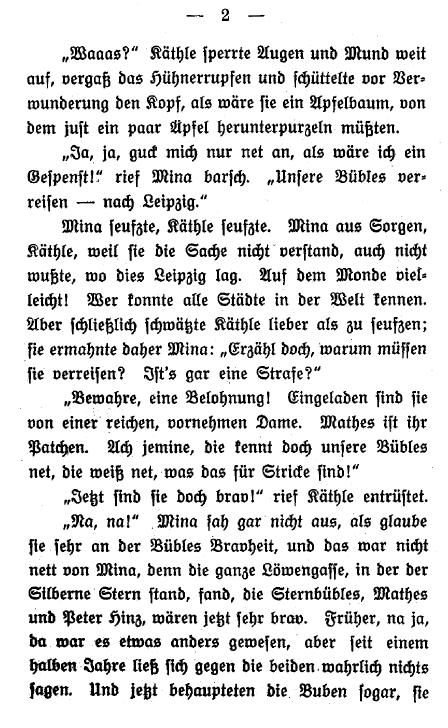 — 2 —
„Waaas?" Käthle sperrte Augen und Mund weit
auf, vergaß das Hühnerrupfen und schüttelte vor Ver-
wunderung den Kopf, als wäre sie ein Apfelbaum, von
dem just ein paar Äpfel herunterpurzeln müßten.
„Ja, ja, guck mich nur net an, als wäre ich ein
Gespenst!" rief Mina barsch. „Unsere Bübles ver-
reisen — nach Leipzig."
Mina seufzte, Käthle seufzte. Mina aus Sorgen,
Käthle, weil sie die Sache nicht verstand, auch nicht
wußte, wo dies Leipzig lag. Auf dem Monde viel-
leicht! Wer konnte alle Städte in der Welt kennen.
Aber schließlich schwätzte Käthle lieber als zu seufzen;
sie ermahnte daher Mina: „Erzähl doch, warum müssen
sie verreisen? Ist's gar eine Strafe?"
„Bewahre, eine Belohnung! Eingeladen sind sie
von einer reichen, vornehmen Dame. Mathes ist ihr
Patchen. Ach jemine, die kennt doch unsere Bübles
net, die weiß net, was das für Stricke sind!"
„Jetzt sind sie doch brav!" rief Käthle entrüstet.
„Na, na!" Mina sah gar nicht aus, als glaube
sie sehr an der Bübles Bravheit, und das war nicht
nett von Mina, denn die ganze Löwengasse, in der der
Silberne Stern stand, fand, die Sternbübles, Mathes
und Peter Hinz, wären jetzt sehr brav. Früher, na ja,
da war es etwas anders gewesen, aber seit einem
halben Jahre ließ sich gegen die beiden wahrlich nichts
sagen. Und jetzt behaupteten die Buben sogar, sie